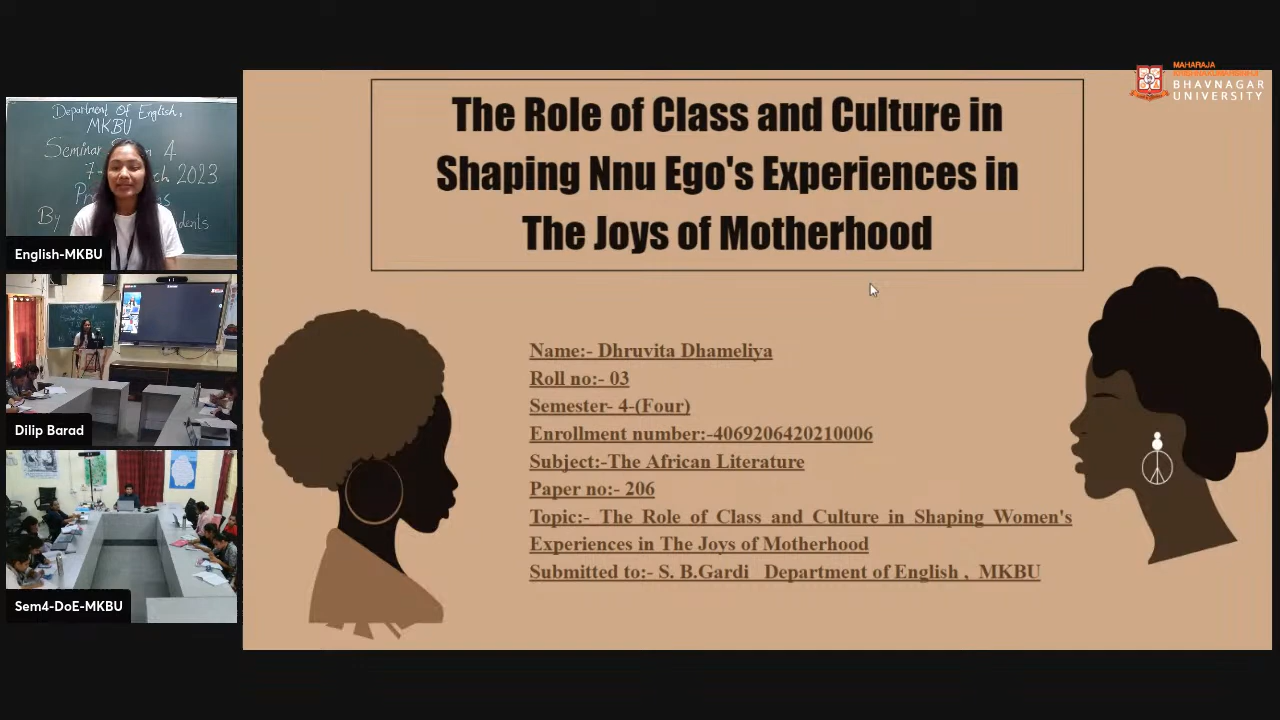 The Role of Class and Culture in
Shaping Nnu Ego's Experiences in
The Joys of Motherhood
MAHARAJA
BHAVNAGAR
UNIVERSITY
Name:- Dhruvita Dhameliya
Roll no:- 03
Semester- 4-(Four)
Enrollment number:-4069206420210006
Subject:-The African Literature
Paper no:- 206
Topic:- The Role of Class and Culture in Shaping Women's
Experiences in The Joys of Motherhood
Submitted to:- S. B.Gardi Department of English , MKBU
Department Of English,
MKBU
Seminar
4
2023
By
English-MKBU
Dilip Barad
Sem4-DoE-MKBU